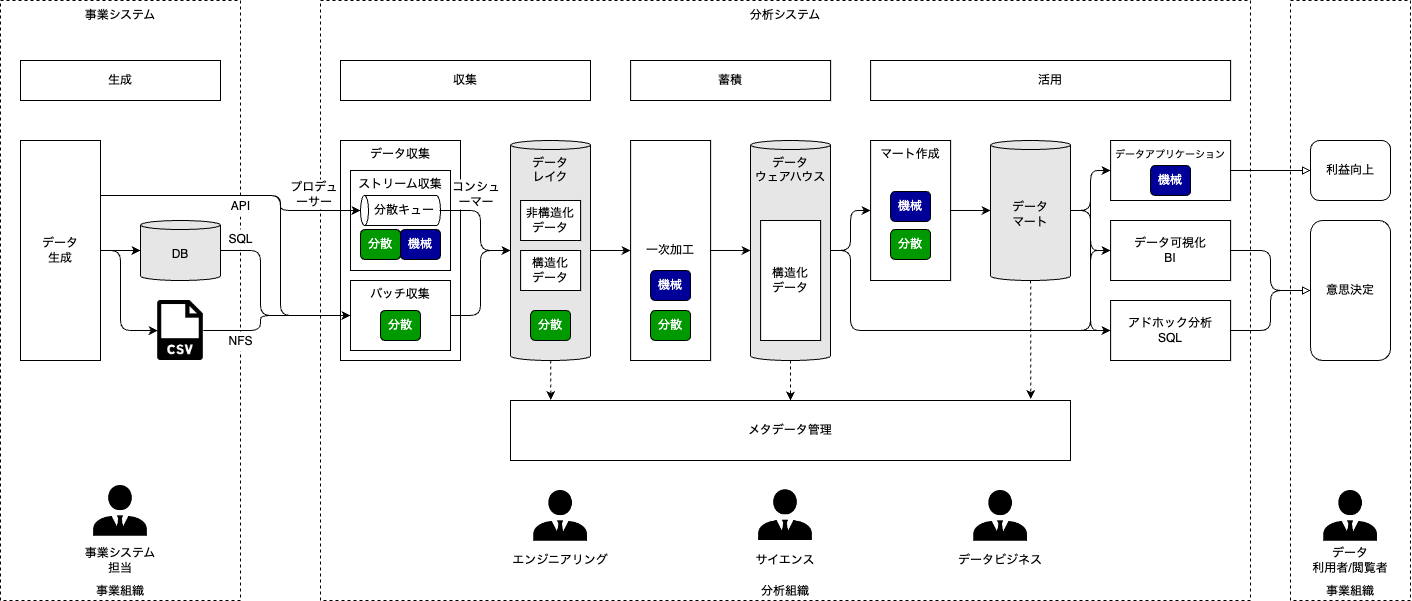 事業システム
分析システム
生成
収集
蓄積
活用
データ
生成
API
SQL
NFS
DB
CSV
プロデュ
ーサー
データ収集
ストリーム収集
分散キュー
分散
機械
バッチ収集
分散
コンシュ
ーマー
データ
レイク
非構造化
データ
構造化
データ
分散
一次加工
機械
分散
データ
ウェアハウス
構造化
データ
マート作成
機械
分散
データ
マート
データアプリケーション
機械
データ可視化
BI
アドホック分析
SQL
利益向上
意思決定
メタデータ管理
事業システム
担当
事業組織
エンジニアリング
サイエンス
データビジネス
分析組織
データ
利用者/閲覧者
事業組織